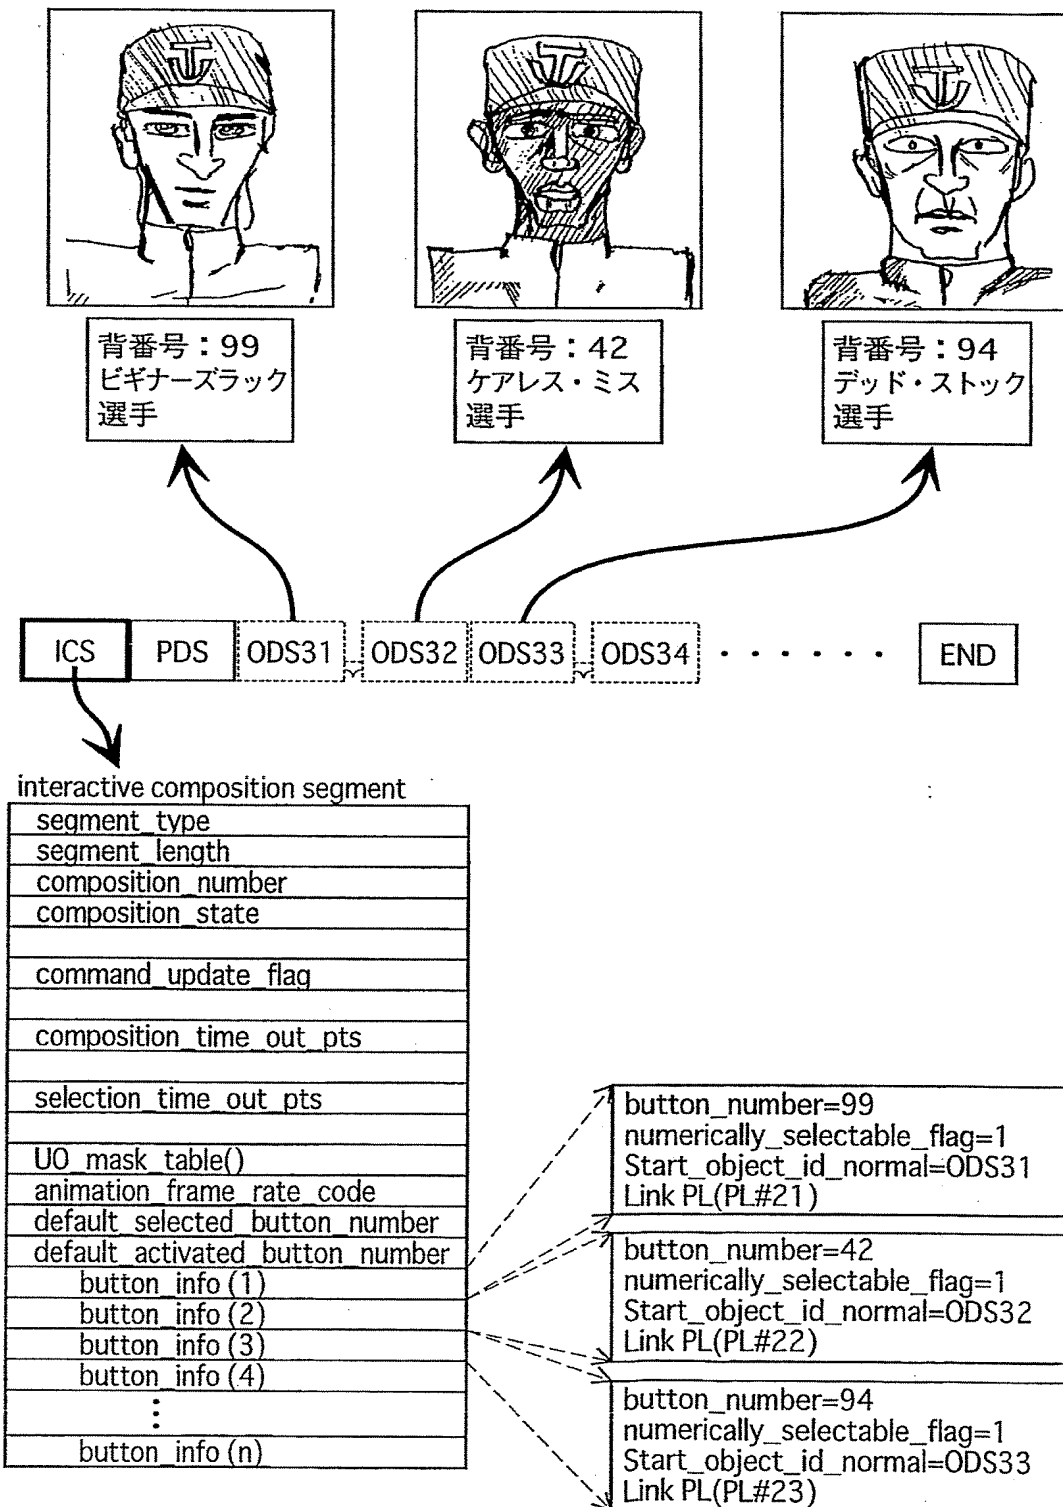 背番号：99
ビギナーズラック
選手
背番号：42
ケアレス・ミス
選手
背番号：94
デッド・ストック
選手
ICS
PDS
ODS31
ODS32
ODS33
ODS34
・・・・・・
END
interactive composition segment
segment_type
segment_length
composition_number
composition_state
command_update_flag
composition_time_out_pts
selection_time_out_pts
UO_mask_table()
animation_frame_rate_code
default_selected_button_number
default_activated_button_number
button_info (1)
button_info (2)
button_info (3)
button_info (4)
⋮
button_info (n)
button_number=99
numerically_selectable_flag=1
Start_object_id_normal=ODS31
Link PL(PL#21)
button_number=42
numerically_selectable_flag=1
Start_object_id_normal=ODS32
Link PL(PL#22)
button_number=94
numerically_selectable_flag=1
Start_object_id_normal=ODS33
Link PL(PL#23)